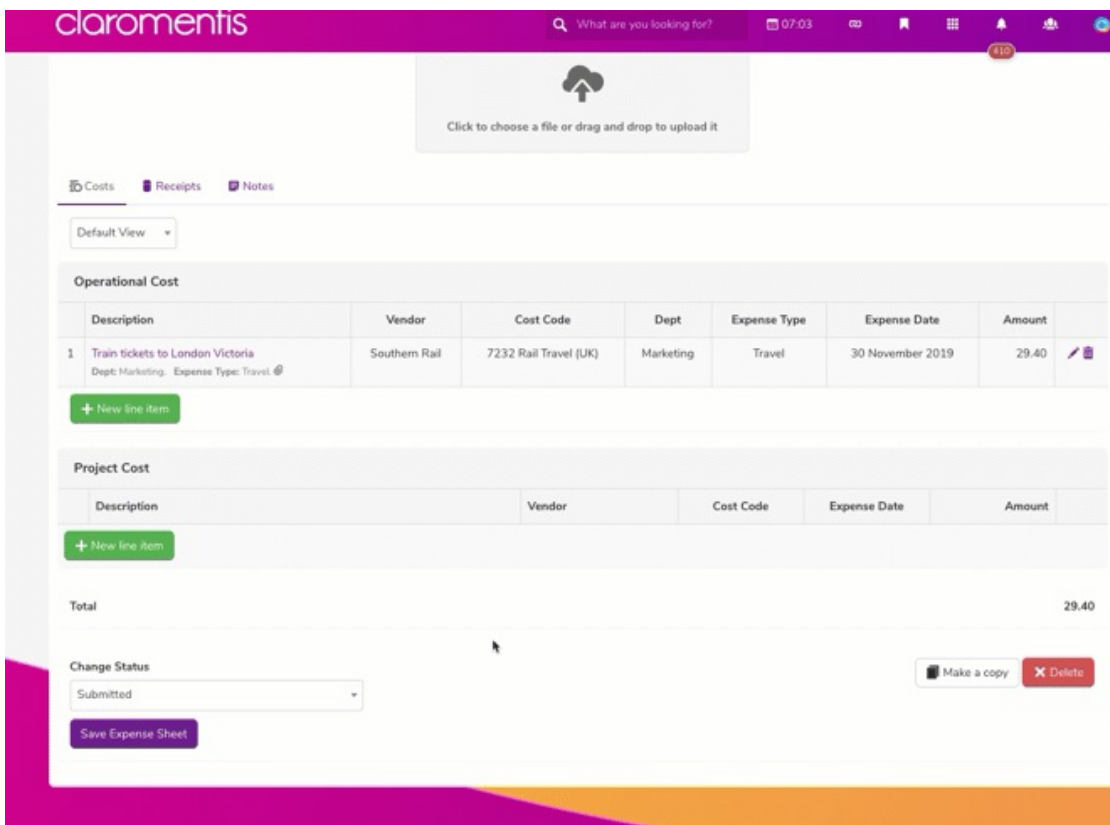 claromentis
What are you looking for? 07:03
410
Click to choose a file or drag and drop to upload it
Costs Receipts Notes
Default View
Operational Cost
Description Vendor Cost Code Dept Expense Type Expense Date Amount
1 Train tickets to London Victoria Southern Rail 7232 Rail Travel (UK) Marketing Travel 30 November 2019 29.40
Dept: Marketing. Expense Type: Travel.
+ New line item
Project Cost
Description Vendor Cost Code Expense Date Amount
+ New line item
Total 29.40
Change Status
Make a copy X Delete
Submitted
Save Expense Sheet